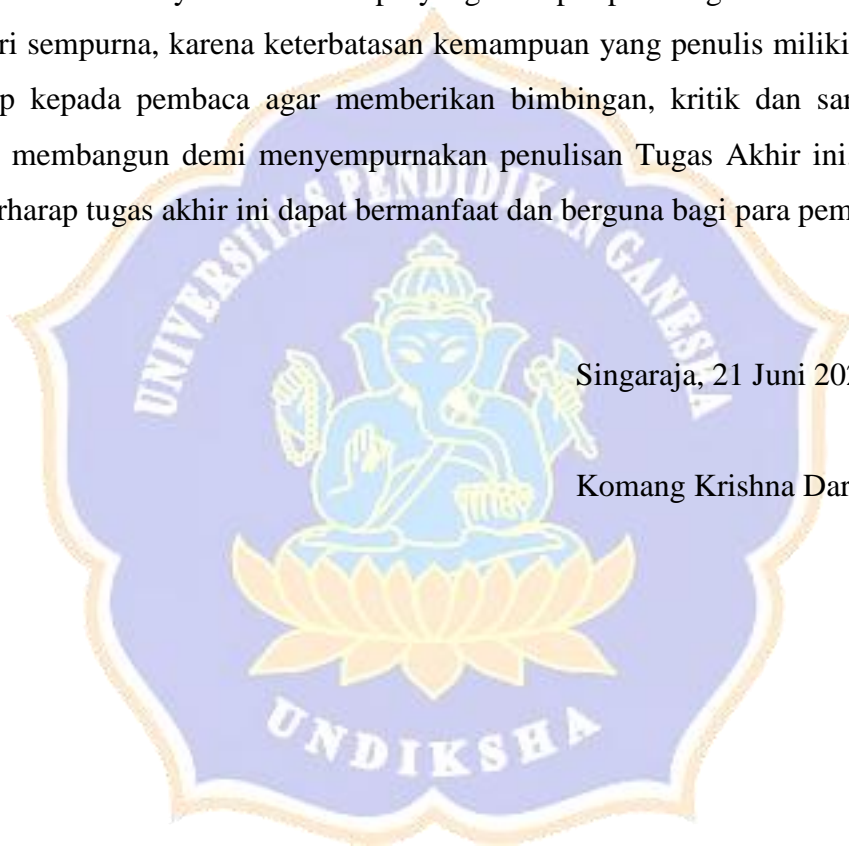 ri sempurna, karena keterbatasan kemampuan yang penulis miliki
p kepada pembaca agar memberikan bimbingan, kritik dan sar
membangun demi menyempurnakan penulisan Tugas Akhir ini.
rharap tugas akhir ini dapat bermanfaat dan berguna bagi para pem
UNIVERSITAS PENDIDIKAN GANESHA
Singaraja, 21 Juni 202
Komang Krishna Dar
UNDIKSHA